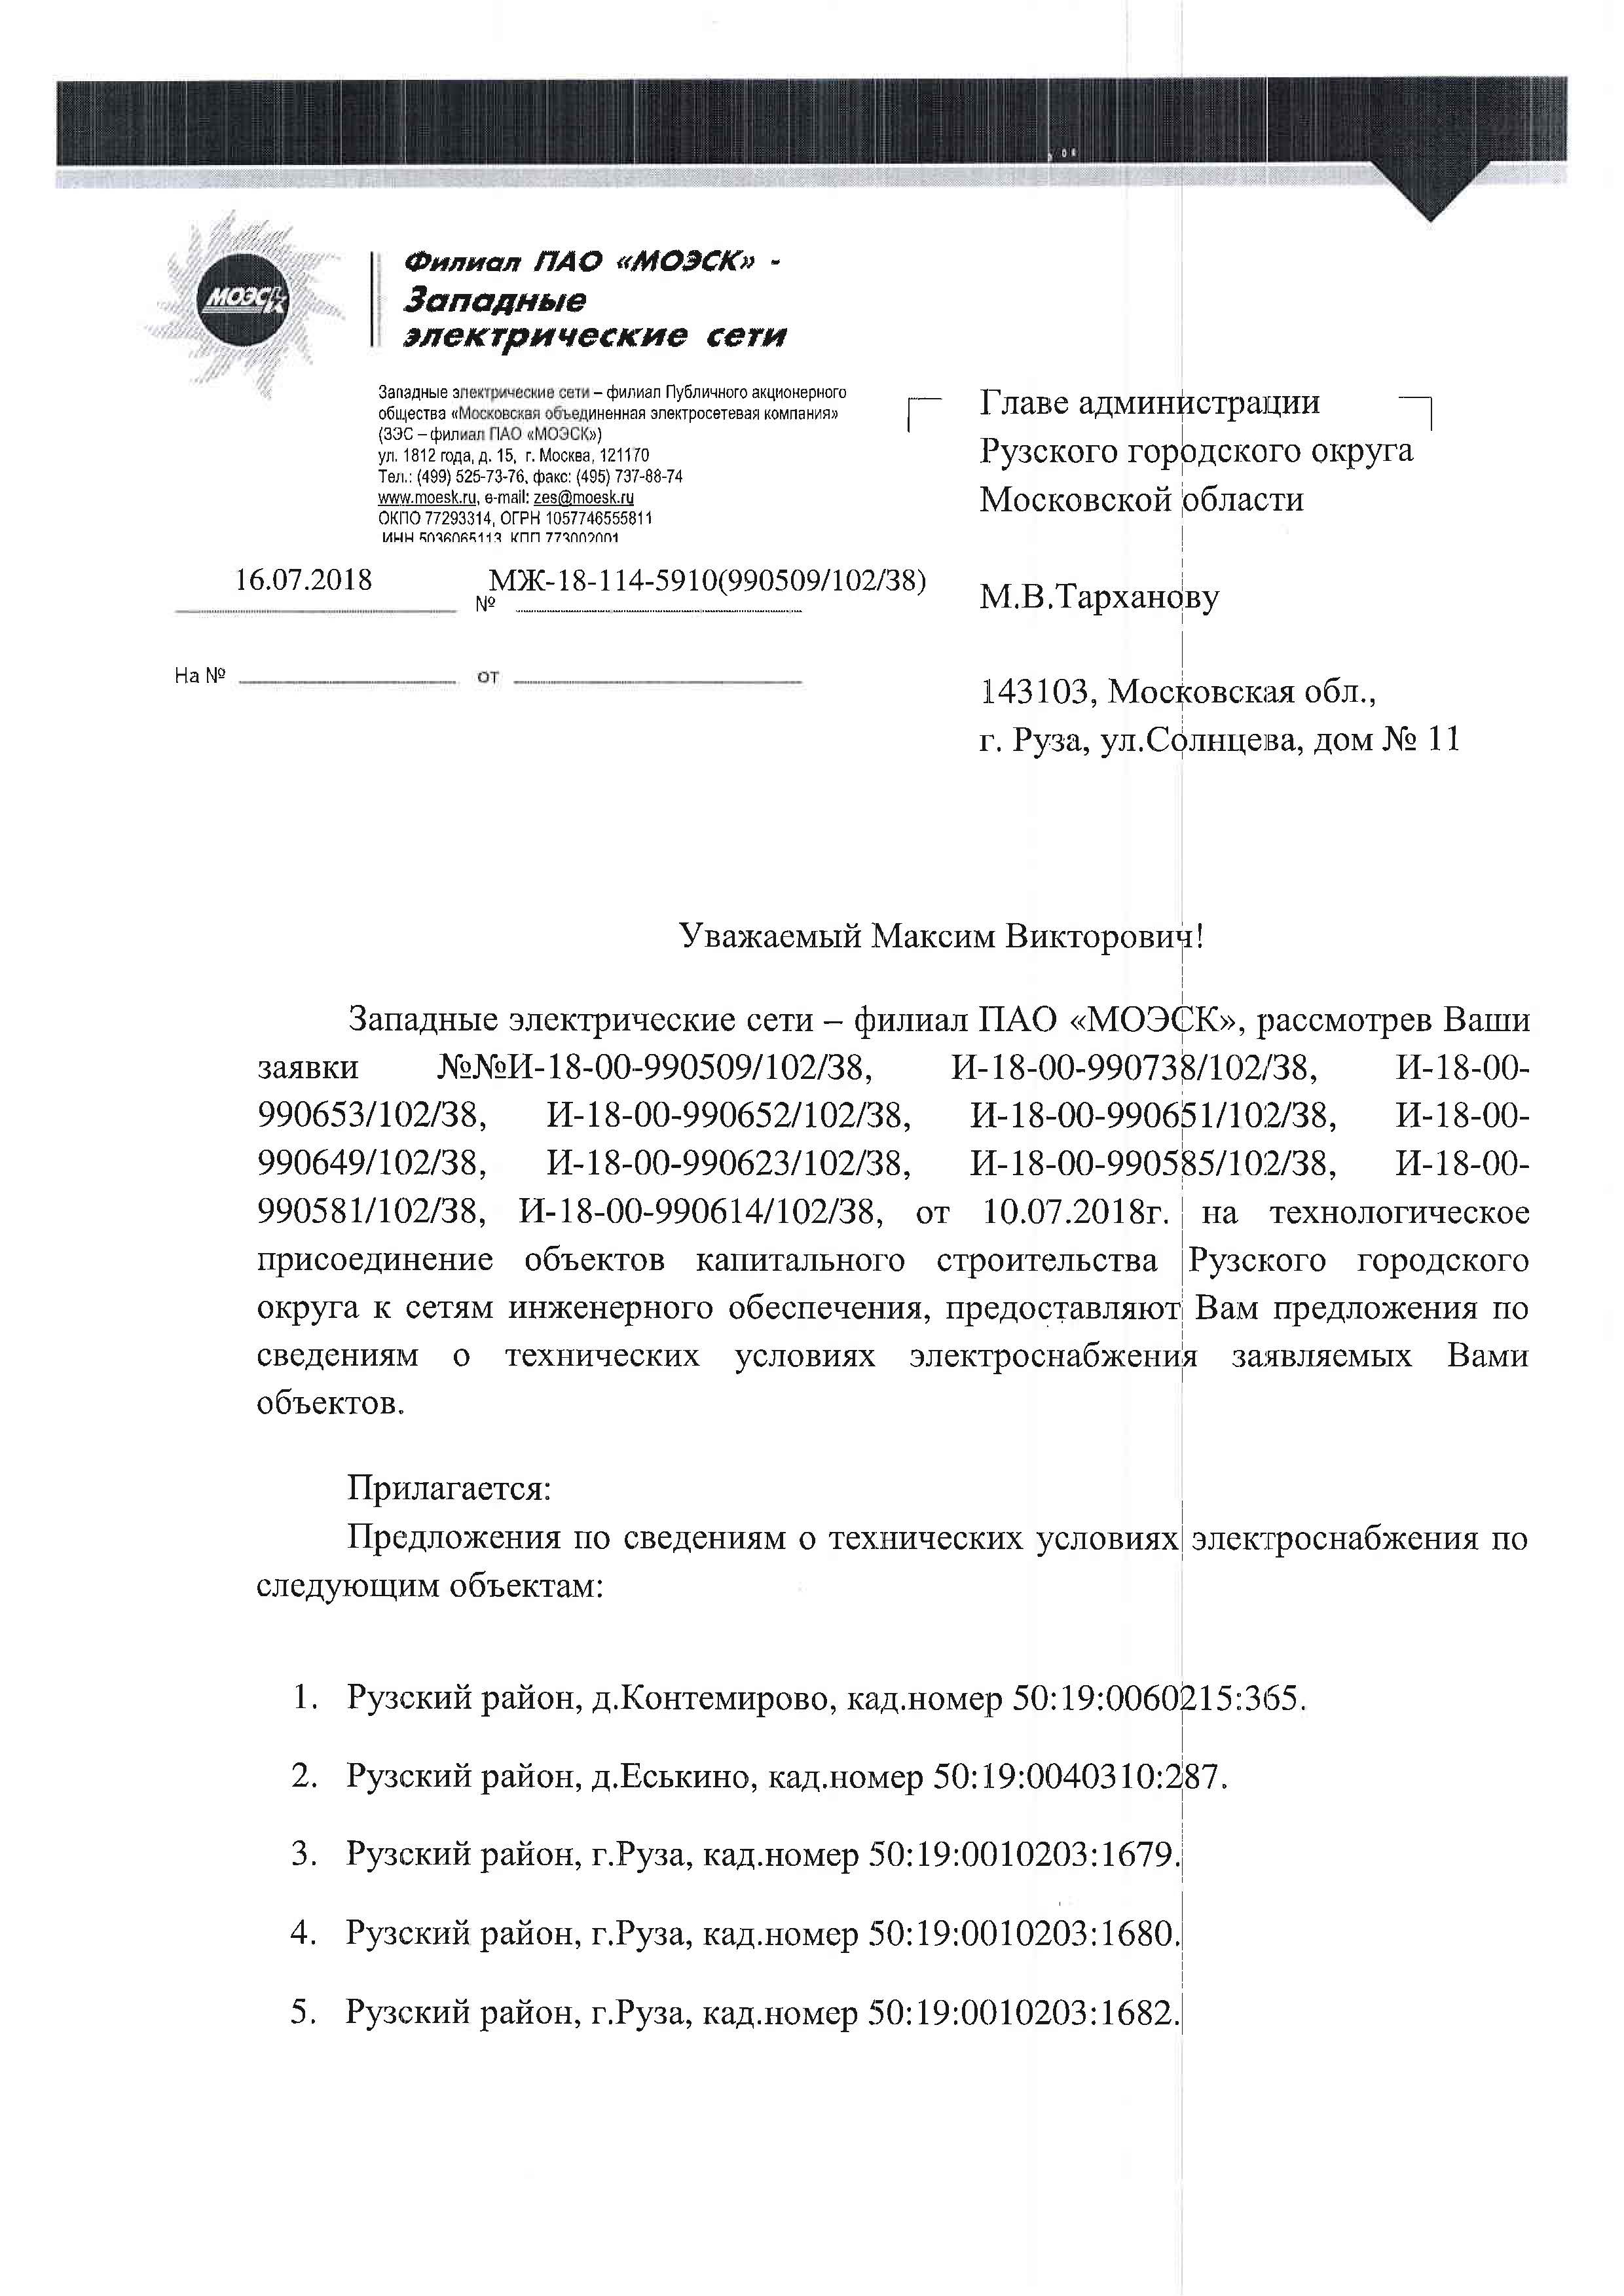 МОЭСК
Филиал ПАО «МОЭСК» -
Западные
электрические сети
Западные электрические сети – филиал Публичного акционерного
общества «Московская объединенная электросетевая компания»
(ЗЭС – филиал ПАО «МОЭСК»)
ул. 1812 года, д. 15, г. Москва, 121170
Тел.: (499) 525-73-76, факс: (495) 737-88-74
www.moesk.ru, e-mail: zes@moesk.ru
ОКПО 77293314, ОГРН 1057746555811
ИНН 5036065113, КПП 773002001
16.07.2018 № МЖ-18-114-5910(990509/102/38)
На № от
Главе администрации
Рузского городского округа
Московской области
М.В.Тарханову
143103, Московская обл.,
г. Руза, ул.Солнцева, дом № 11
Уважаемый Максим Викторович!
Западные электрические сети – филиал ПАО «МОЭСК», рассмотрев Ваши
заявки №№И-18-00-990509/102/38, И-18-00-990738/102/38, И-18-00-
990653/102/38, И-18-00-990652/102/38, И-18-00-990651/102/38, И-18-00-
990649/102/38, И-18-00-990623/102/38, И-18-00-990585/102/38, И-18-00-
990581/102/38, И-18-00-990614/102/38, от 10.07.2018г. на технологическое
присоединение объектов капитального строительства Рузского городского
округа к сетям инженерного обеспечения, предоставляют Вам предложения по
сведениям о технических условиях электроснабжения заявляемых Вами
объектов.
Прилагается:
Предложения по сведениям о технических условиях электроснабжения по
следующим объектам:
1. Рузский район, д.Контемирово, кад.номер 50:19:0060215:365.
2. Рузский район, д.Еськино, кад.номер 50:19:0040310:287.
3. Рузский район, г.Руза, кад.номер 50:19:0010203:1679.
4. Рузский район, г.Руза, кад.номер 50:19:0010203:1680.
5. Рузский район, г.Руза, кад.номер 50:19:0010203:1682.